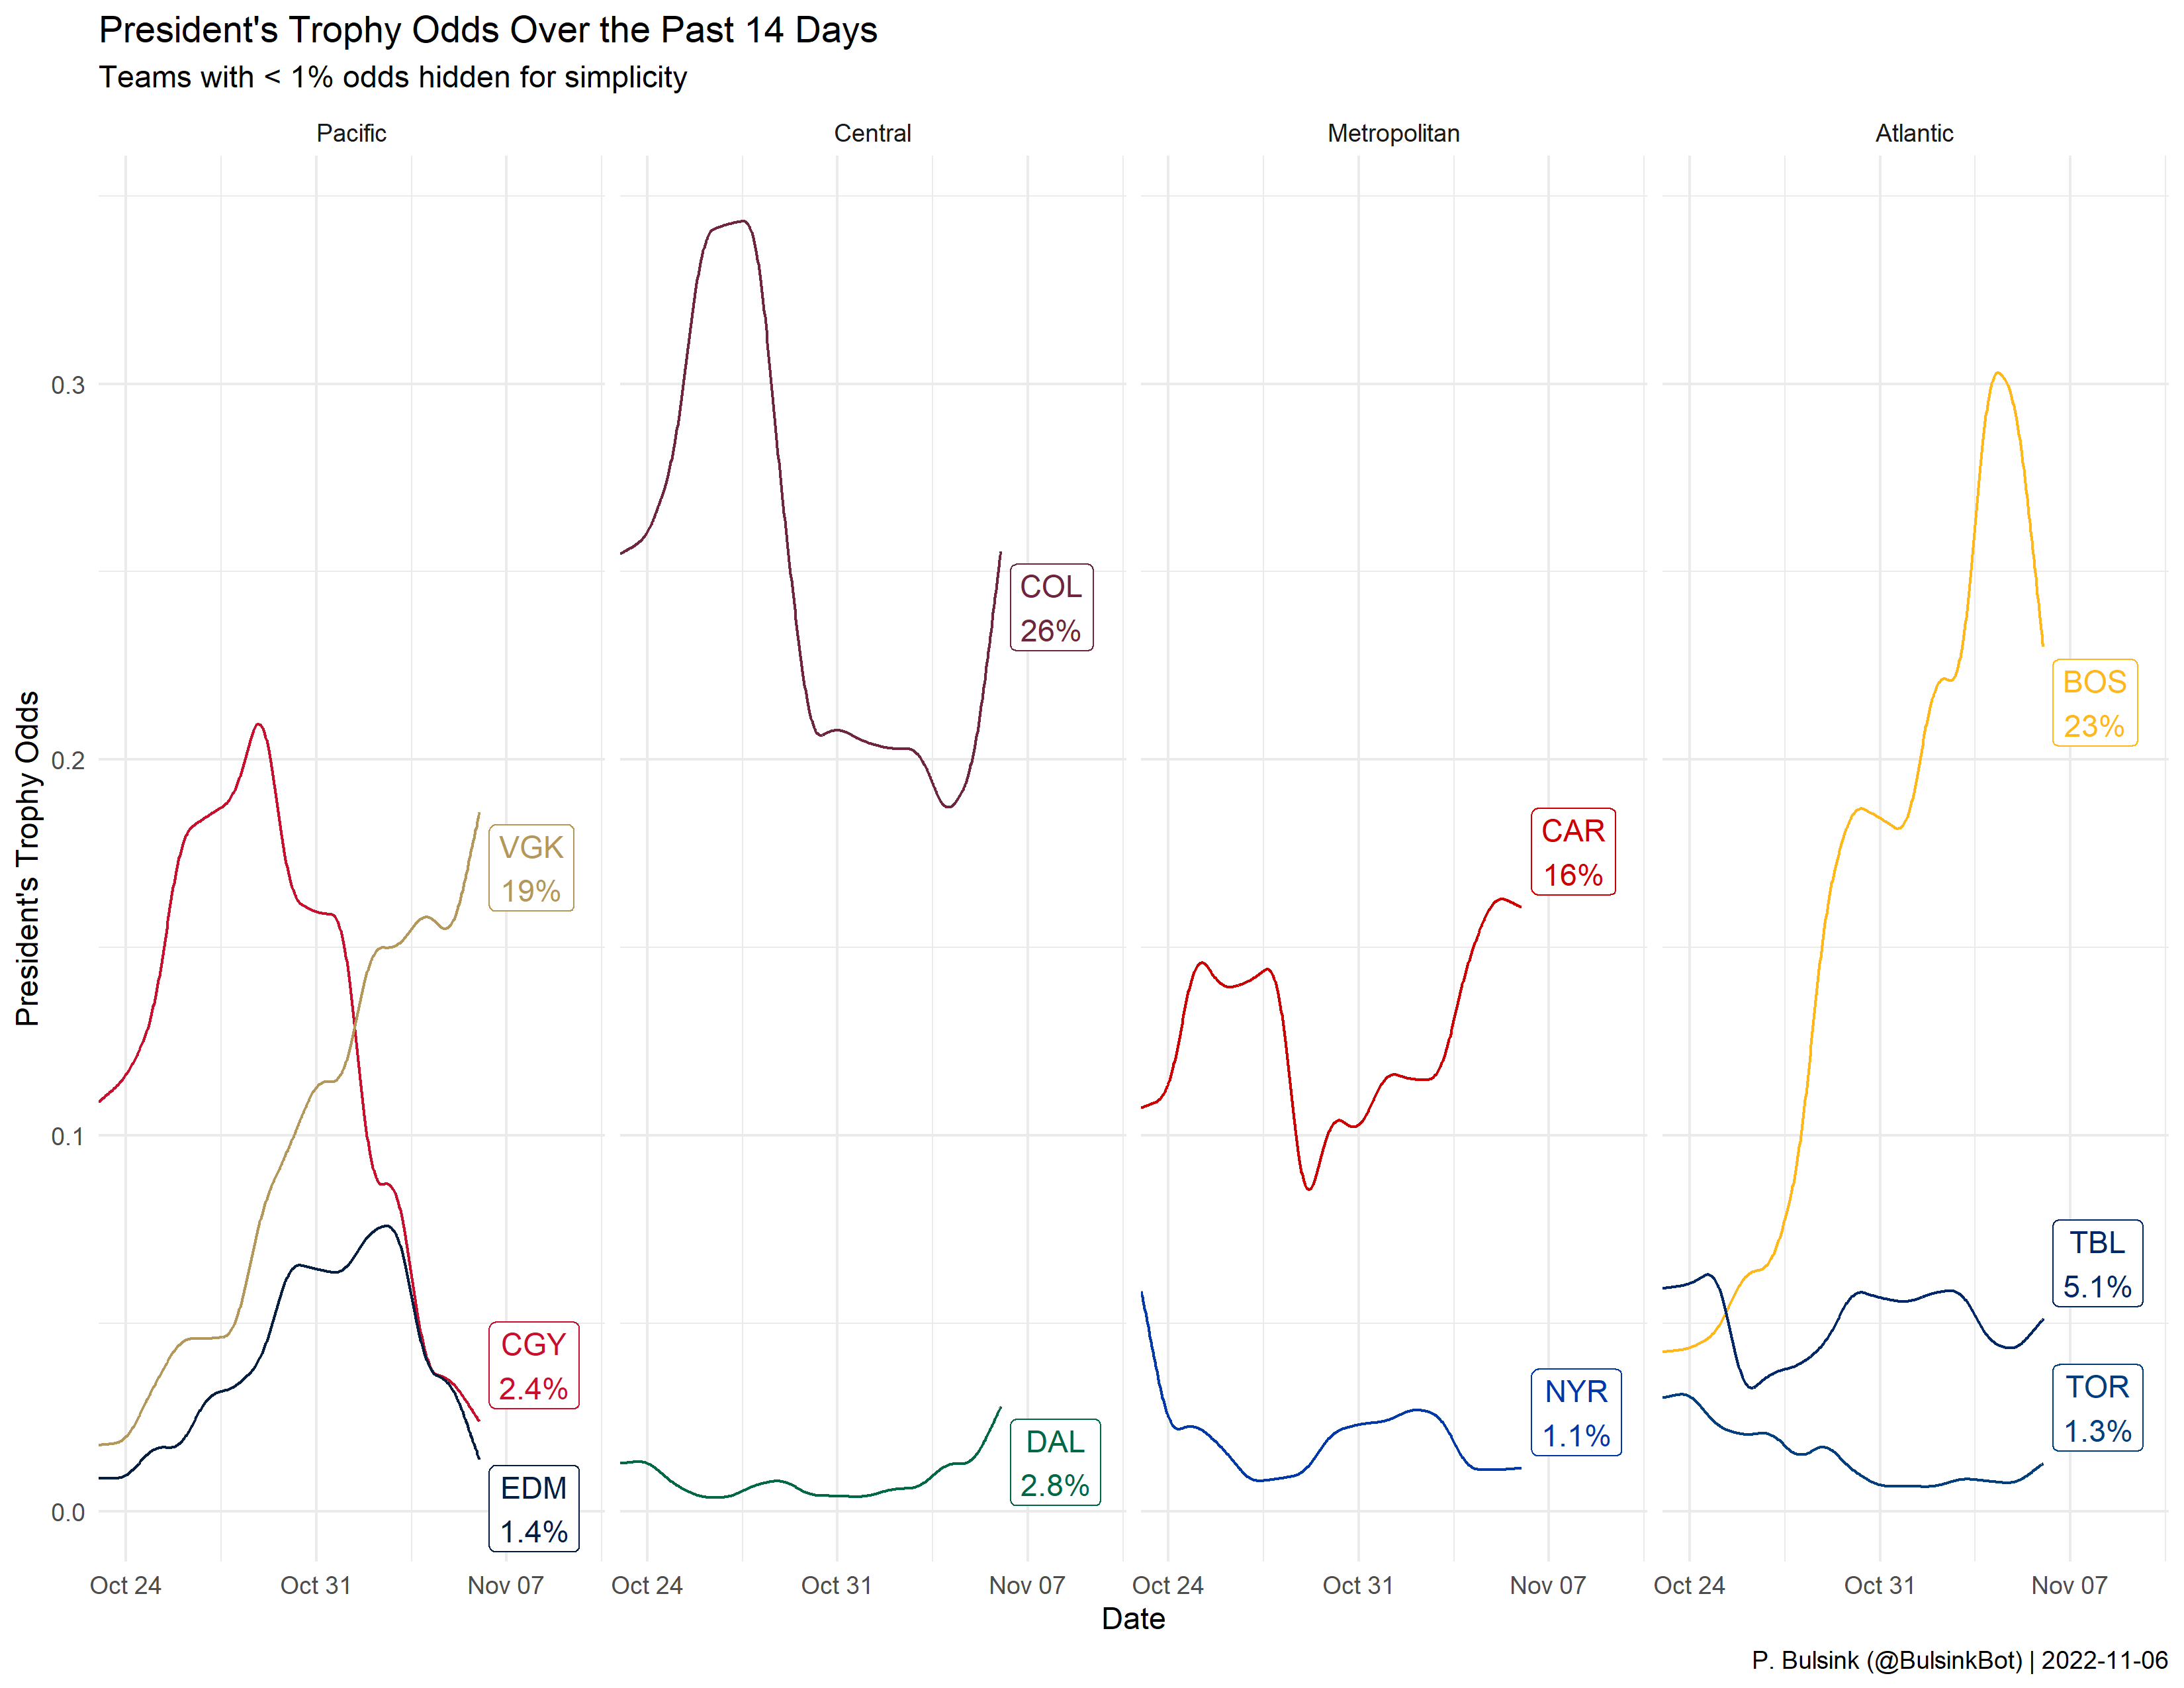 President's Trophy Odds Over the Past 14 Days
Teams with < 1% odds hidden for simplicity
Pacific
Central
Metropolitan
Atlantic
President's Trophy Odds
0.3
0.2
0.1
0.0
VGK
19%
CGY
2.4%
EDM
1.4%
COL
26%
DAL
2.8%
CAR
16%
NYR
1.1%
BOS
23%
TBL
5.1%
TOR
1.3%
Oct 24
Oct 31
Nov 07
Oct 24
Oct 31
Nov 07
Oct 24
Oct 31
Nov 07
Oct 24
Oct 31
Nov 07
Date
P. Bulsink (@BulsinkBot) | 2022-11-06